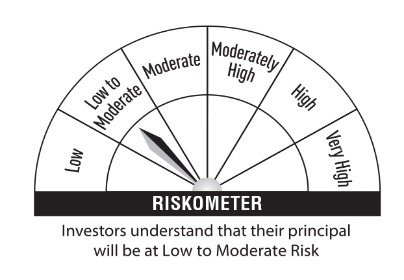 Low
Low to
Moderate
Moderate
Moderately
High
High
Very High
RISKOMETER
Investors understand that their principal
will be at Low to Moderate Risk